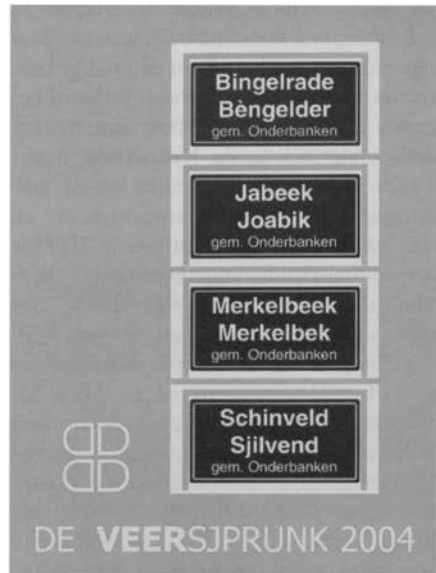 Bingelrade
Bèngelder
gem. Onderbanken
Jabeek
Joabik
gem. Onderbanken
Merkelbeek
Merkelbek
gem. Onderbanken
Schinveld
Sjilvend
gem. Onderbanken
DE VEERSJPRUNK 2004